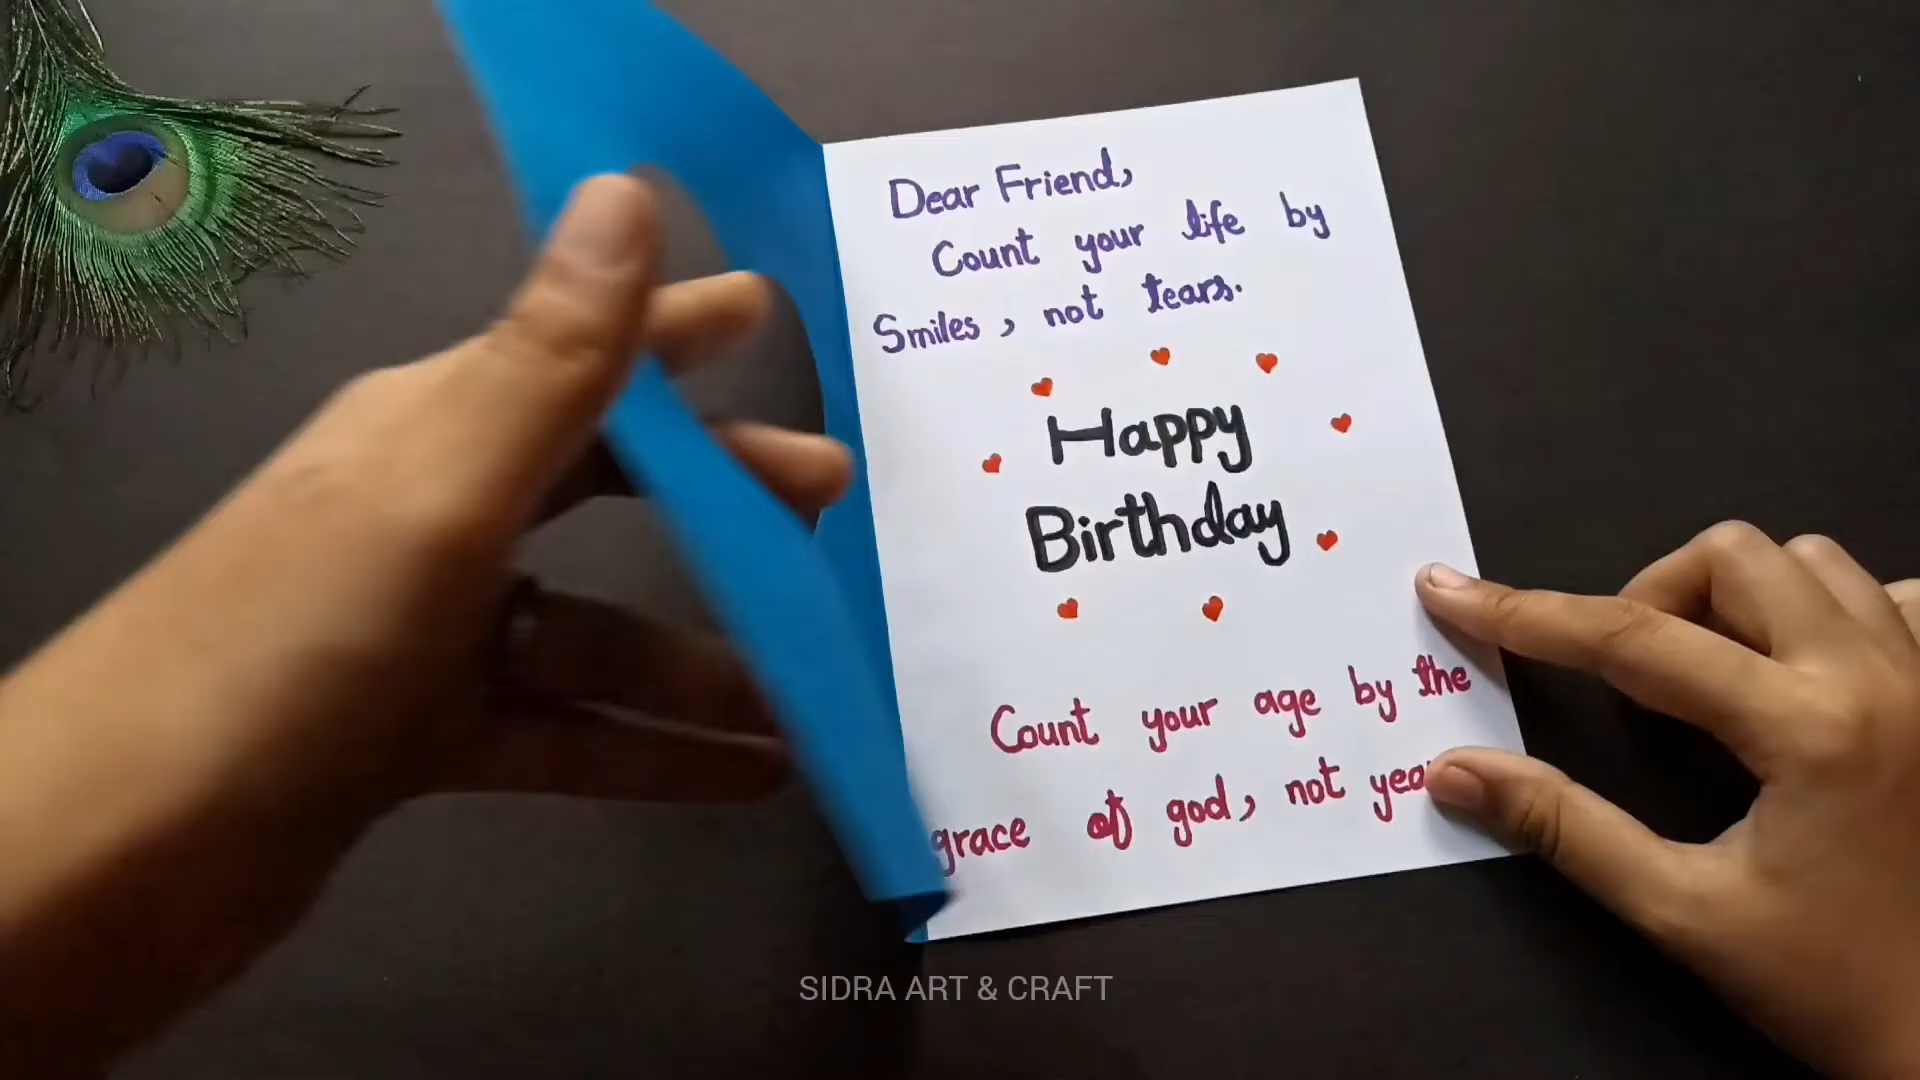 Dear Friend,
Count your life by
Smiles, not tears.
Happy
Birthday
Count your age by the
grace of god, not
SIDRA ART & CRAFT